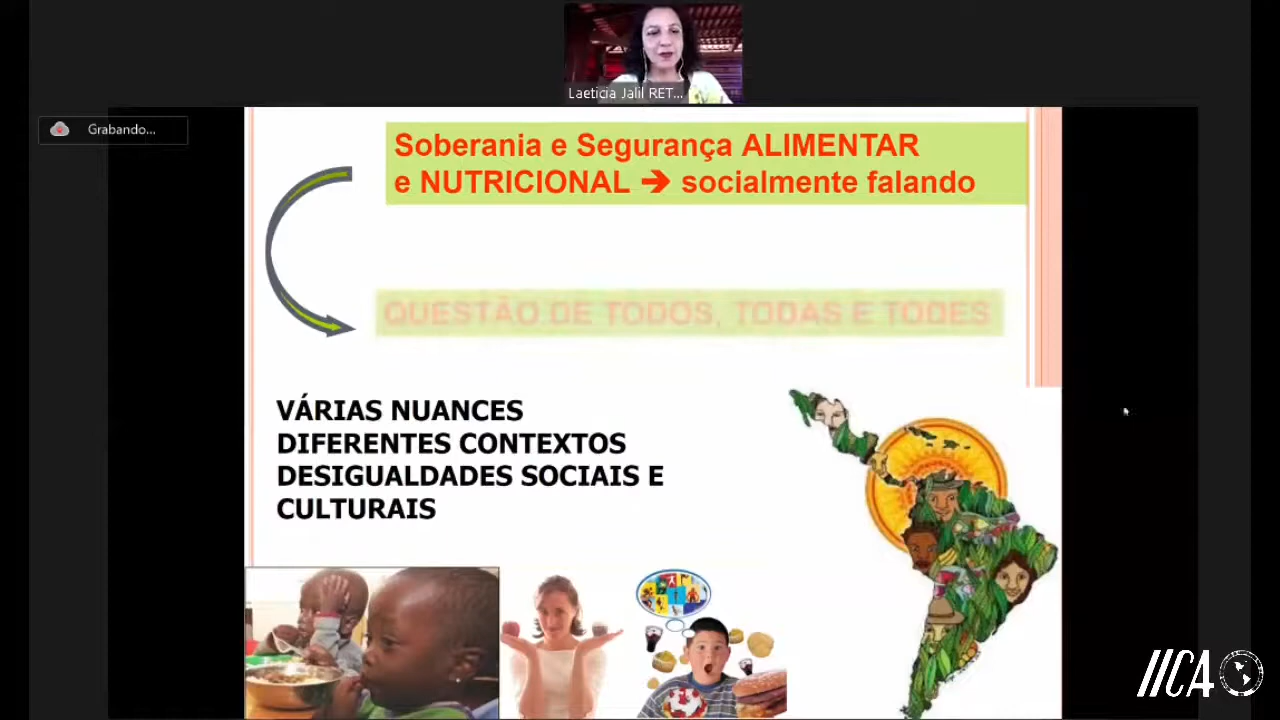 Laeticia Jalil RET...
Grabando...
Soberania e Segurança ALIMENTAR
e NUTRICIONAL ➔ socialmente falando
QUESTÃO DE TODOS, TODAS E TODES
VÁRIAS NUANCES
DIFERENTES CONTEXTOS
DESIGUALDADES SOCIAIS E
CULTURAIS
IICA